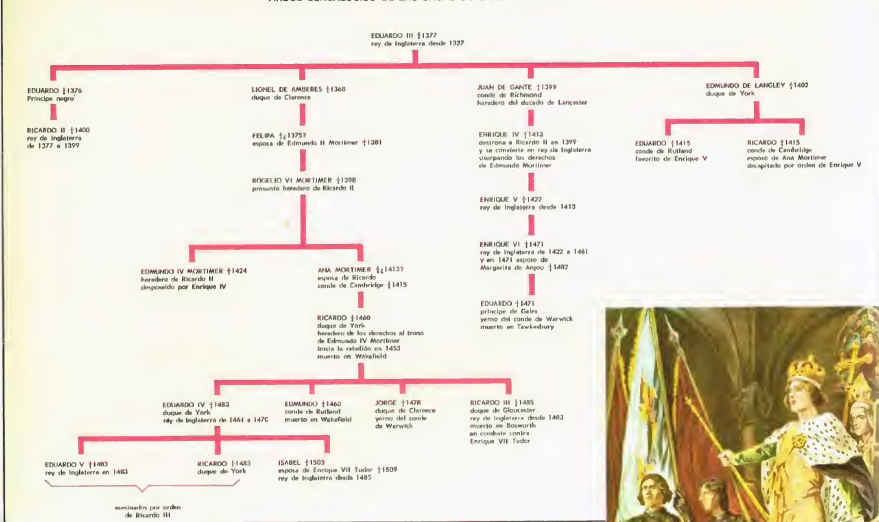 EDUARDO III †1377
rey de Inglaterra desde 1327
EDUARDO †1376
Príncipe negro
RICARDO II †1400
rey de Inglaterra
de 1377 a 1399
LIONEL DE AMBERES †1368
duque de Clarence
FELIPA †¿1375?
esposa de Edmundo II Mortimer †1381
ROGELIO VI MORTIMER †1398
presunto heredero de Ricardo II
JUAN DE GANTE †1399
conde de Richmond
heredero del ducado de Lancaster
ENRIQUE IV †1413
destrona a Ricardo II en 1399
y se convierte en rey de Inglaterra
usurpando los derechos
de Edmundo Mortimer
ENRIQUE V †1422
rey de Inglaterra desde 1413
ENRIQUE VI †1471
rey de Inglaterra de 1422 a 1461
y en 1471 esposo de
Margarita de Anjou †1482
EDUARDO †1471
príncipe de Gales
yerno del conde de Warwick
muerto en Tewkesbury
EDMUNDO DE LANGLEY †1402
duque de York
EDUARDO †1415
conde de Rutland
favorito de Enrique V
RICARDO †1415
conde de Cambridge
esposo de Ana Mortimer
decapitado por orden de Enrique V
EDMUNDO IV MORTIMER †1424
heredero de Ricardo II
desposeído por Enrique IV
ANA MORTIMER †¿1413?
esposa de Ricardo
conde de Cambridge †1415
RICARDO †1460
duque de York
heredero de los derechos al trono
de Edmundo IV Mortimer
inicia la rebelión en 1453
muerto en Wakefield
EDUARDO IV †1483
duque de York
rey de Inglaterra de 1461 a 1470
EDMUNDO †1460
conde de Rutland
muerto en Wakefield
JORGE †1478
duque de Clarence
yerno del conde
de Warwick
RICARDO III †1485
duque de Gloucester
rey de Inglaterra desde 1483
muerto en Bosworth
en combate contra
Enrique VII Tudor
EDUARDO V †1483
rey de Inglaterra en 1483
RICARDO †1483
duque de York
ISABEL †1503
esposa de Enrique VII Tudor †1509
rey de Inglaterra desde 1485
asesinados por orden
de Ricardo III